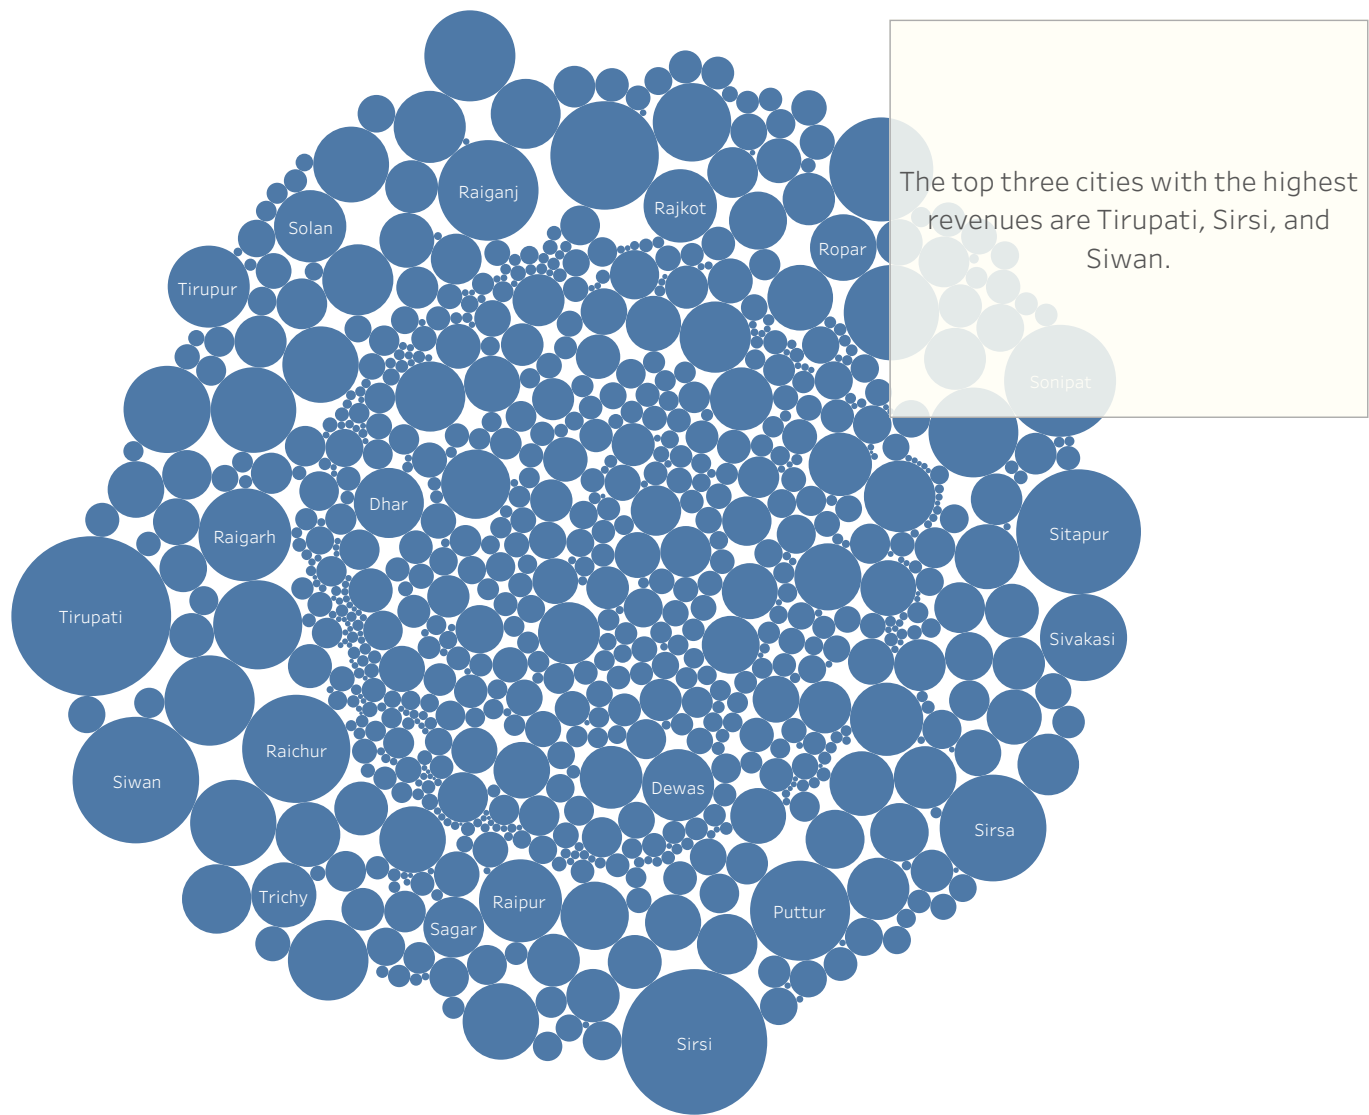 Raiganj
Rajkot
The top three cities with the highest
revenues are Tirupati, Sirsi, and
Siwan.
Solan
Ropar
Tirupur
Sonipat
Dhar
Raigarh
Sitapur
Tirupati
Sivakasi
Raichur
Siwan
Dewas
Sirsa
Trichy
Raipur
Puttur
Sagar
Sirsi